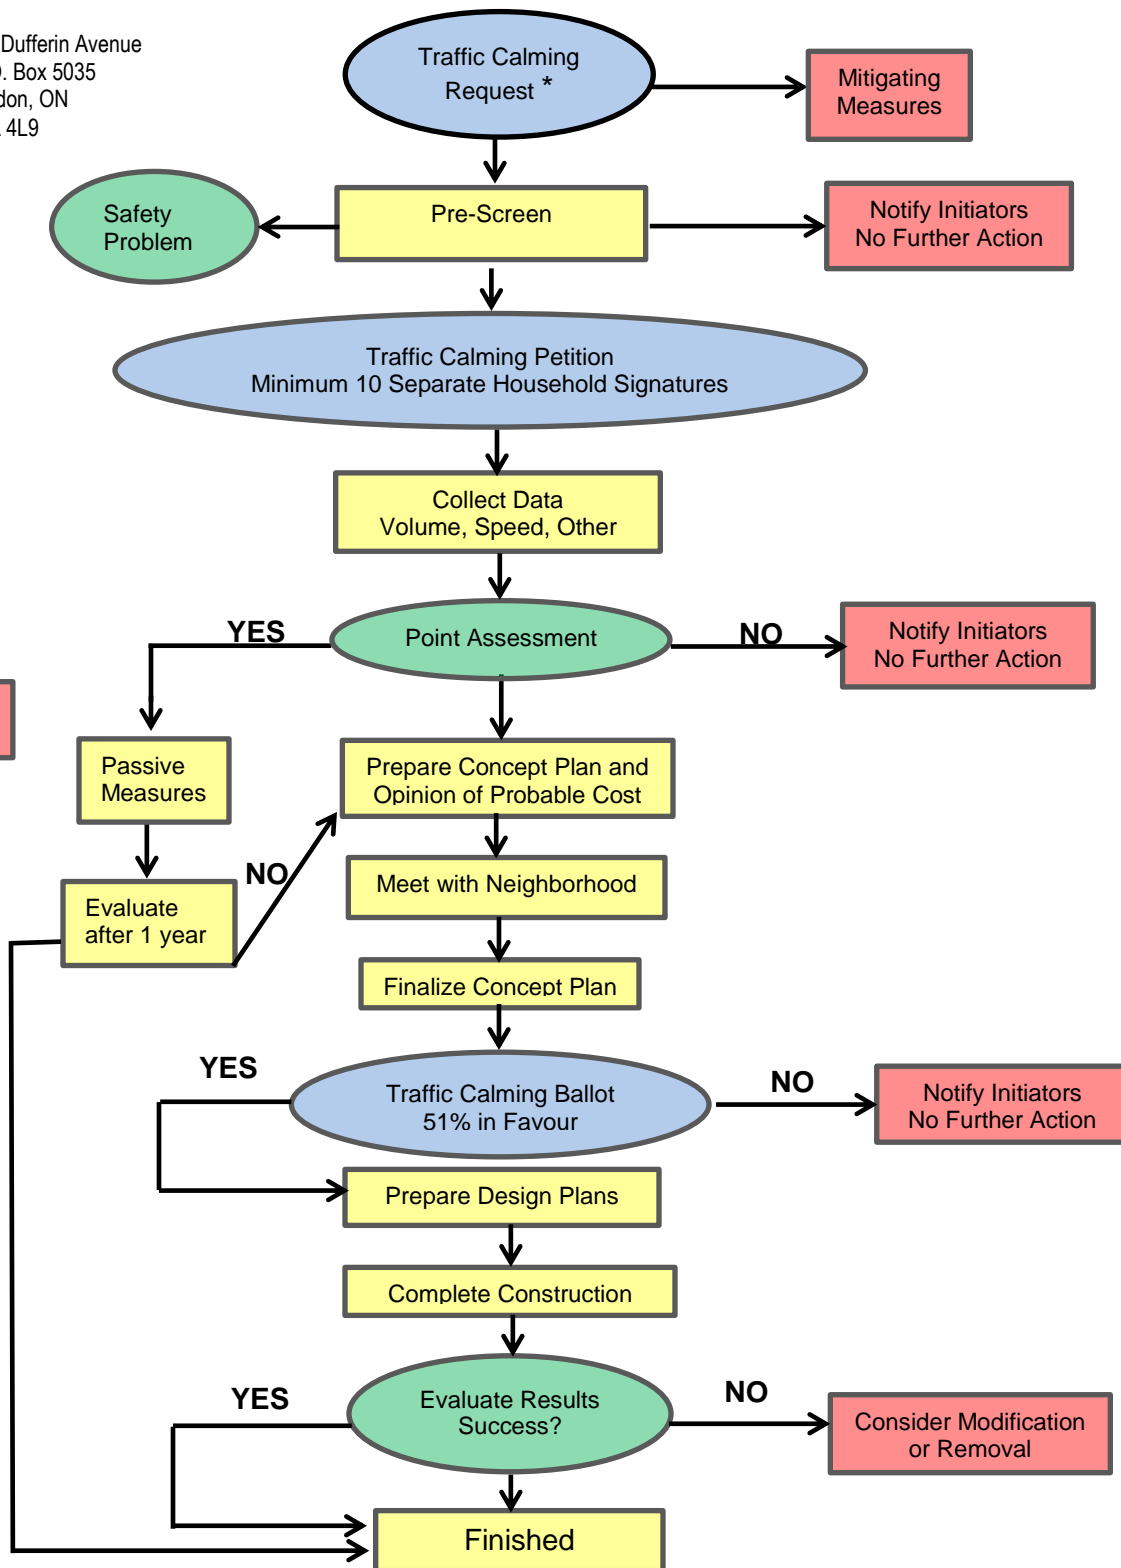 Dufferin Avenue
Box 5035
ON
4L9
Traffic Calming
Request *
Mitigating
Measures
Safety
Problem
Pre-Screen
Notify Initiators
No Further Action
Traffic Calming Petition
Minimum 10 Separate Household Signatures
Collect Data
Volume, Speed, Other
YES
Point Assessment
NO
Notify Initiators
No Further Action
Passive
Measures
Prepare Concept Plan and
Opinion of Probable Cost
NO
Meet with Neighborhood
Evaluate
after 1 year
Finalize Concept Plan
YES
Traffic Calming Ballot
51% in Favour
NO
Notify Initiators
No Further Action
Prepare Design Plans
Complete Construction
YES
Evaluate Results
Success?
NO
Consider Modification
or Removal
Finished